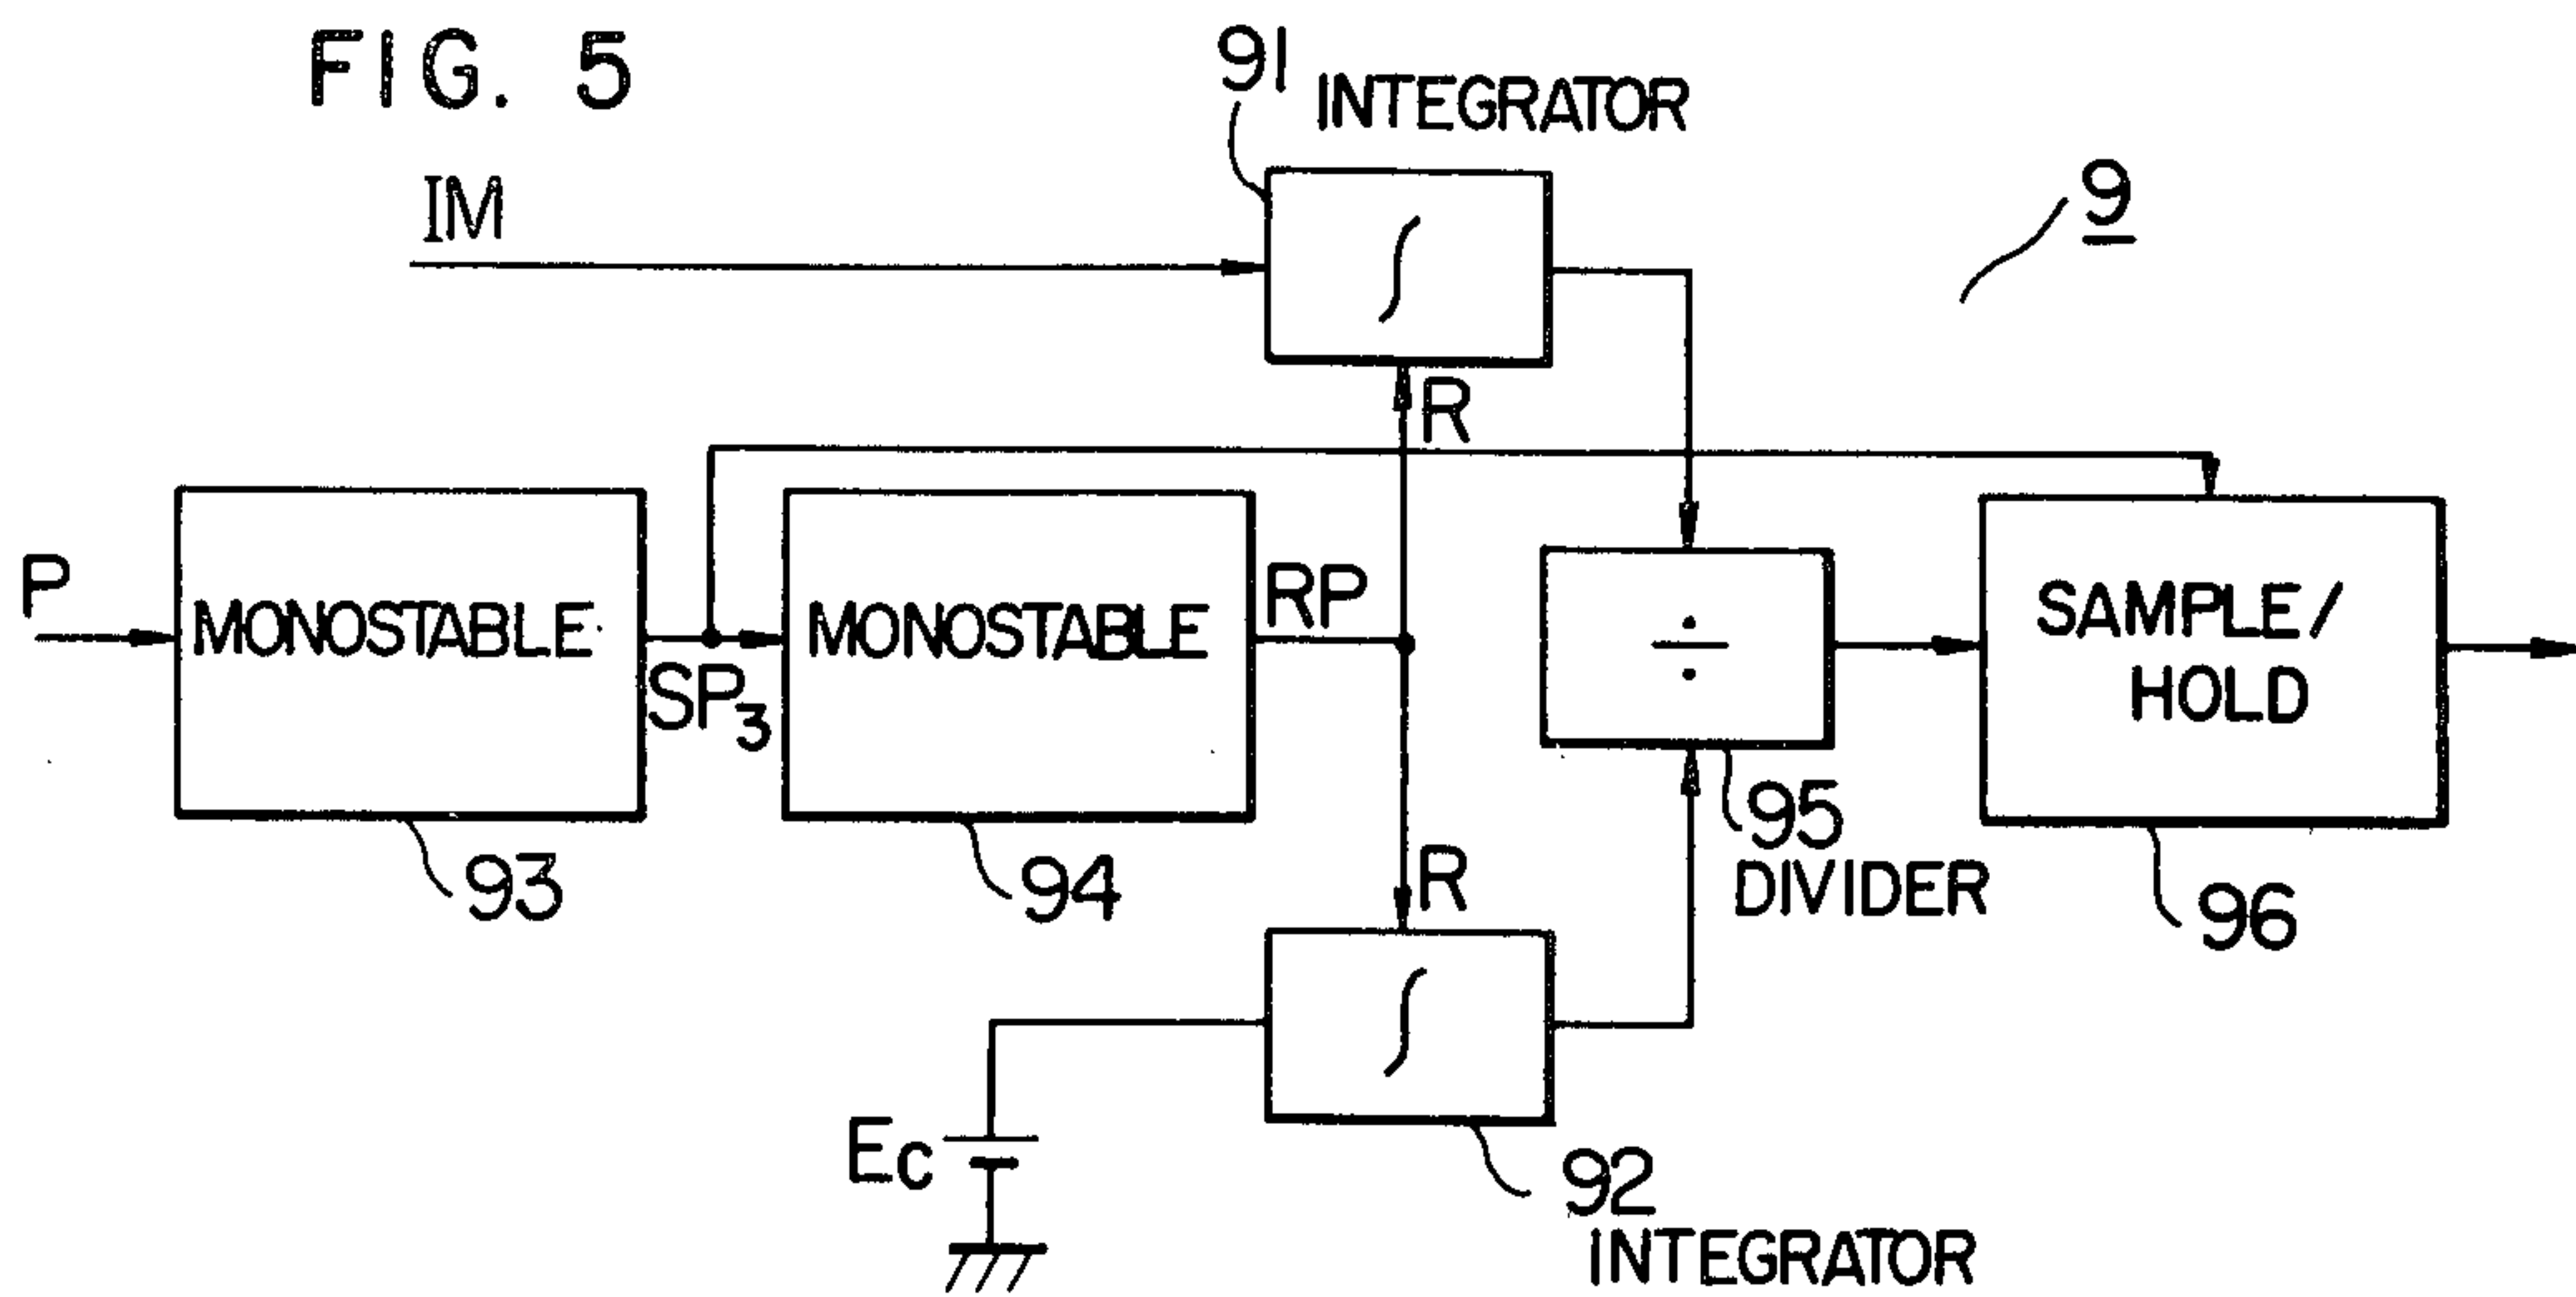 FIG. 5
91
INTEGRATOR
IM
9
R
P
MONOSTABLE
SP3
MONOSTABLE
RP
÷
SAMPLE/
HOLD
93
94
R
95
DIVIDER
96
∫
∫
Ec
92
INTEGRATOR